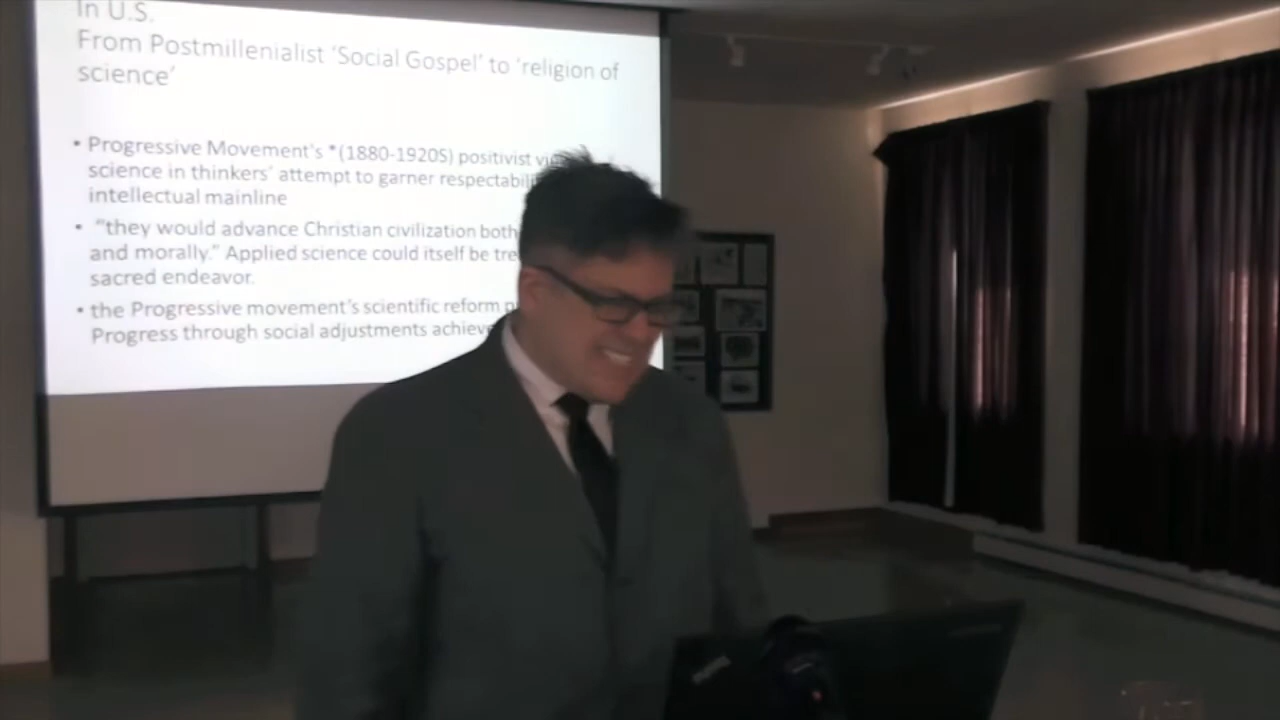 In U.S.
From Postmillenialist ‘Social Gospel’ to ‘religion of
science’
• Progressive Movement’s *(1880-1920S) positivist
science in thinkers’ attempt to garner
intellectual mainline
• “they would advance Christian civilization both
and morally.” Applied science could itself be
sacred endeavor.
• the Progressive movement’s scientific reform
Progress through social adjustments